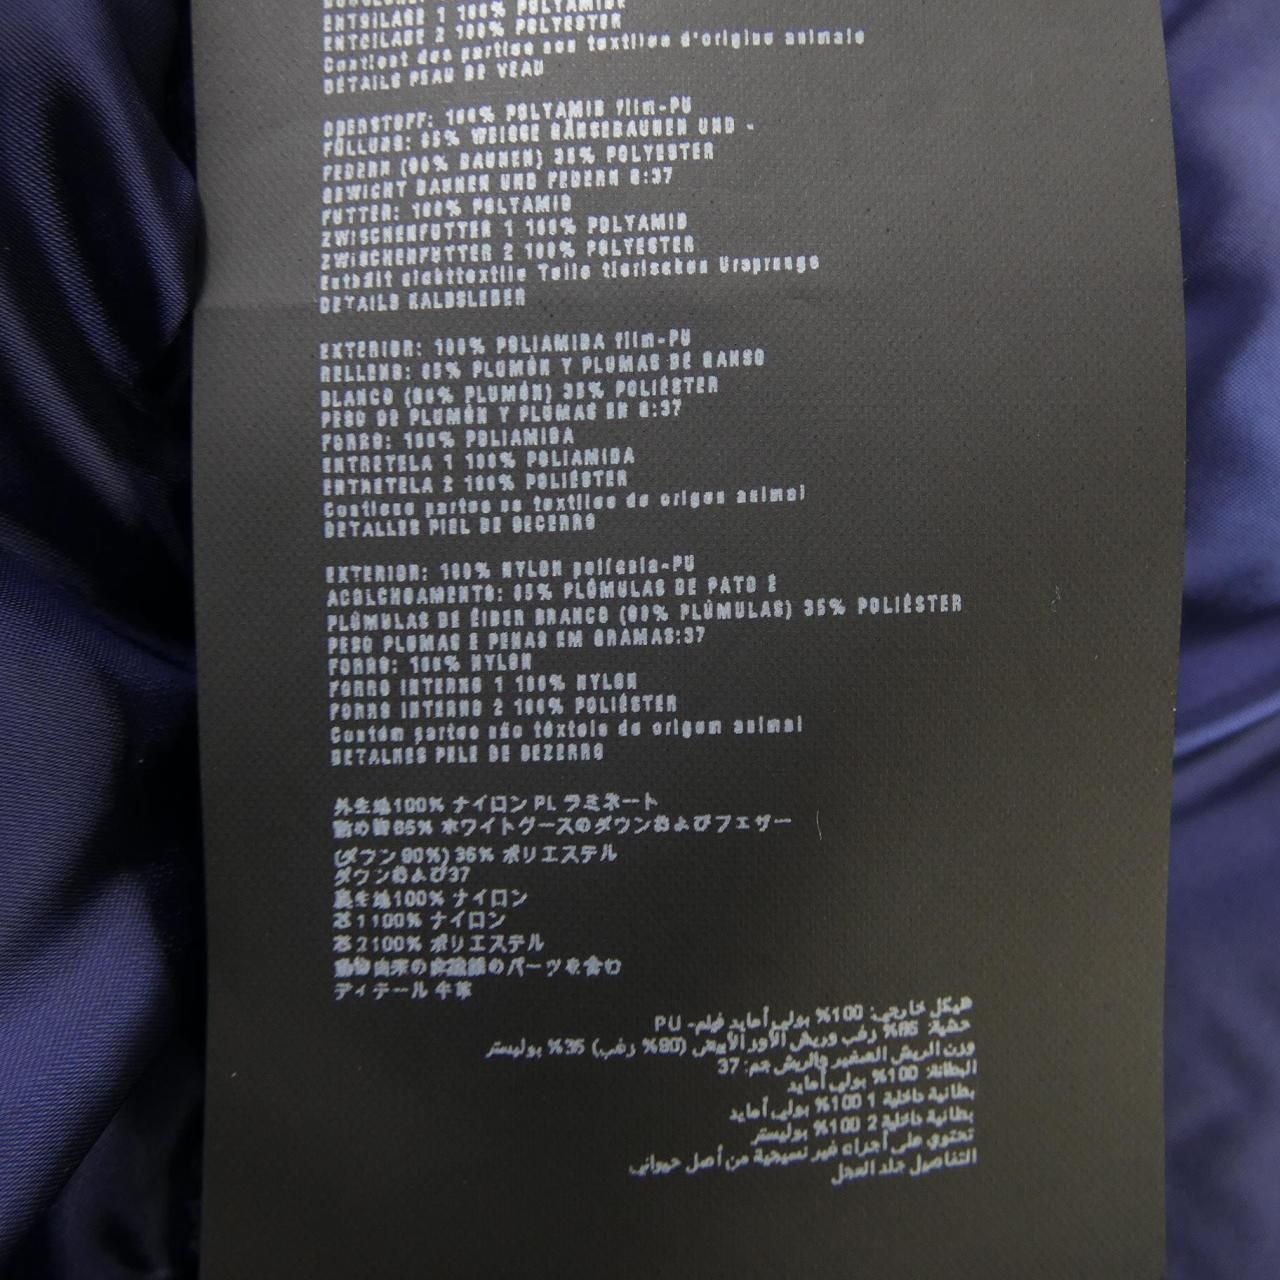 ENTOILAGE 1 100% POLYAMIDE
ENTOILAGE 2 100% POLYESTER
Contient des parties non textiles d'origine animale
DÉTAILS PEAU DE VEAU
OBERSTOFF: 100% POLYAMID film-PU
FÜLLUNG: 65% WEISSE GÄNSEDAUNEN UND -
FEDERN (90% DAUNEN) 35% POLYESTER
GEWICHT DAUNEN UND FEDERN G:37
FUTTER: 100% POLYAMID
ZWISCHENFUTTER 1 100% POLYAMID
ZWISCHENFUTTER 2 100% POLYESTER
Enthält nichttextile Teile tierischen Ursprungs
DETAILS KALBSLEDER
EXTERIOR: 100% POLIAMIDA film-PU
RELLENO: 65% PLUMÓN Y PLUMAS DE GANSO
BLANCO (90% PLUMÓN) 35% POLIÉSTER
PESO DE PLUMÓN Y PLUMAS EN G:37
FORRO: 100% POLIAMIDA
ENTRETELA 1 100% POLIAMIDA
ENTRETELA 2 100% POLIÉSTER
Contiene partes no textiles de origen animal
DETALLES PIEL DE BECERRO
EXTERIOR: 100% NYLON película-PU
ACOLCHOAMENTO: 65% PLÚMULAS DE PATO E
PLÚMULAS DE ÉIDER BRANCO (90% PLÚMULAS) 35% POLIÉSTER
PESO PLUMAS E PENAS EM GRAMAS:37
FORRO: 100% NYLON
FORRO INTERNO 1 100% NYLON
FORRO INTERNO 2 100% POLIÉSTER
Contém partes não têxteis de origem animal
DETALHES PELE DE BEZERRO
外生地100% ナイロン PL ラミネート
詰め物65% ホワイトグースのダウンおよびフェザー
(ダウン 90%) 35% ポリエステル
ダウンおよび37
裏生地100% ナイロン
芯1100% ナイロン
芯2100% ポリエステル
動物由来の非繊維のパーツを含む
ディテール 牛革
هيكل خارجي: 100% بولي أمايد فيلم- PU
حشية: 65% زغب وريش الأوز الأبيض (90% زغب) 35% بوليستر
وزن الريش الصغير والريش جم: 37
البطانة: 100% بولي أمايد
بطانية داخلية 1 100% بولي أمايد
بطانية داخلية 2 100% بوليستر
تحتوي على أجزاء غير نسيجية من أصل حيواني
التفاصيل جلد العجل